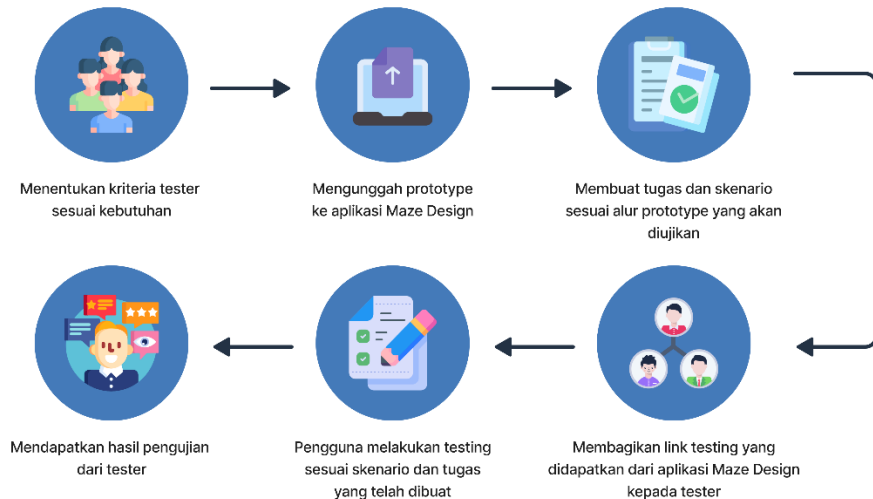 Menentukan kriteria tester
sesuai kebutuhan
Mengunggah prototype
ke aplikasi Maze Design
Membuat tugas dan skenario
sesuai alur prototype yang akan
diujikan
Membagikan link testing yang
didapatkan dari aplikasi Maze Design
kepada tester
Pengguna melakukan testing
sesuai skenario dan tugas
yang telah dibuat
Mendapatkan hasil pengujian
dari tester